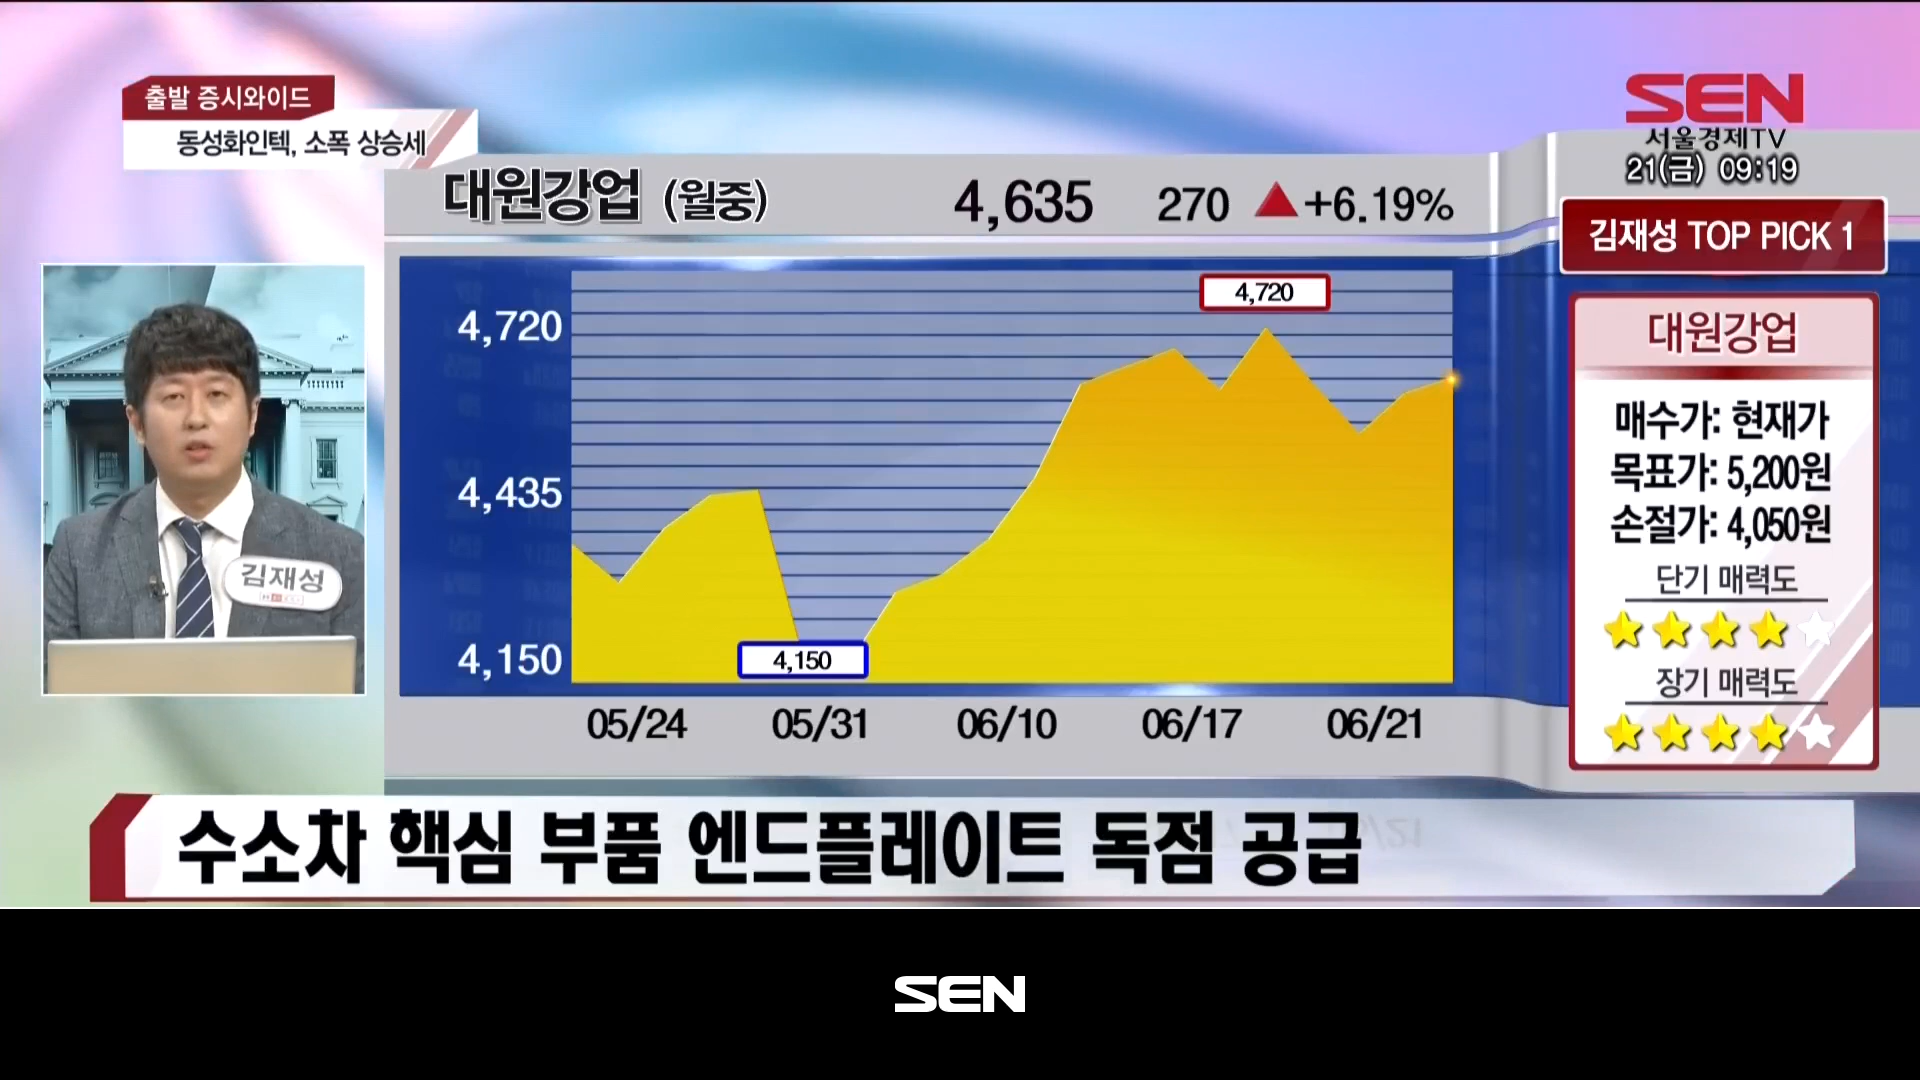 출발 증시와이드
동성화인텍, 소폭 상승세
SEN
서울경제TV
21(금) 09:19
대원강업 (월중) 4,635 270 ▲+6.19%
김재성 TOP PICK 1
4,720
4,435
4,150
4,720
4,150
05/24 05/31 06/10 06/17 06/21
대원강업
매수가: 현재가
목표가: 5,200원
손절가: 4,050원
단기 매력도
장기 매력도
김재성
수소차 핵심 부품 엔드플레이트 독점 공급
SEN